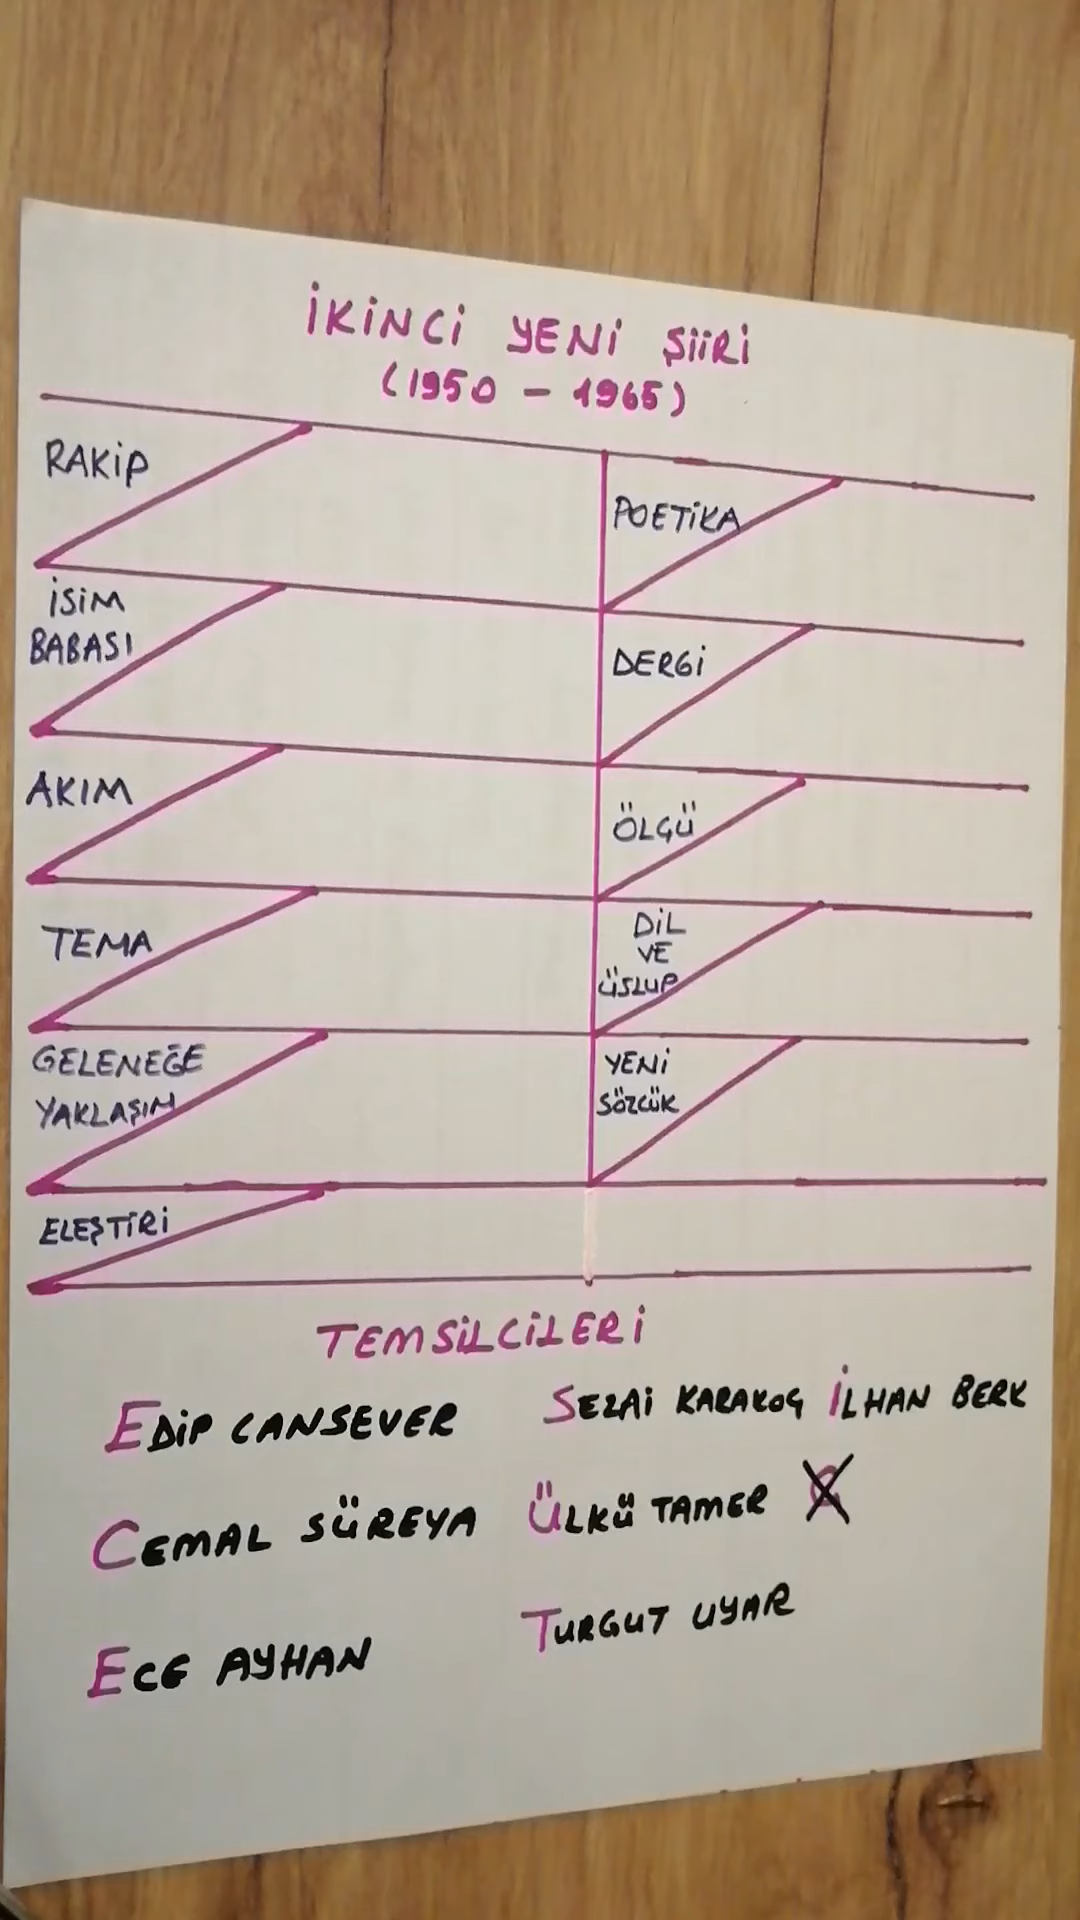 İKİNCİ YENİ ŞİİRİ
(1950 - 1965)
RAKİP
POETİKA
İSİM
BABASI
DERGİ
AKIM
ÖLÇÜ
TEMA
DİL
VE
ÜSLUP
GELENEĞE
YAKLAŞIM
YENİ
SÖZCÜK
ELEŞTİRİ
TEMSİLCİLERİ
EDİP CANSEVER SEZAİ KARAKOÇ İLHAN BERK
CEMAL SÜREYA ÜLKÜ TAMER
ECE AYHAN TURGUT UYAR